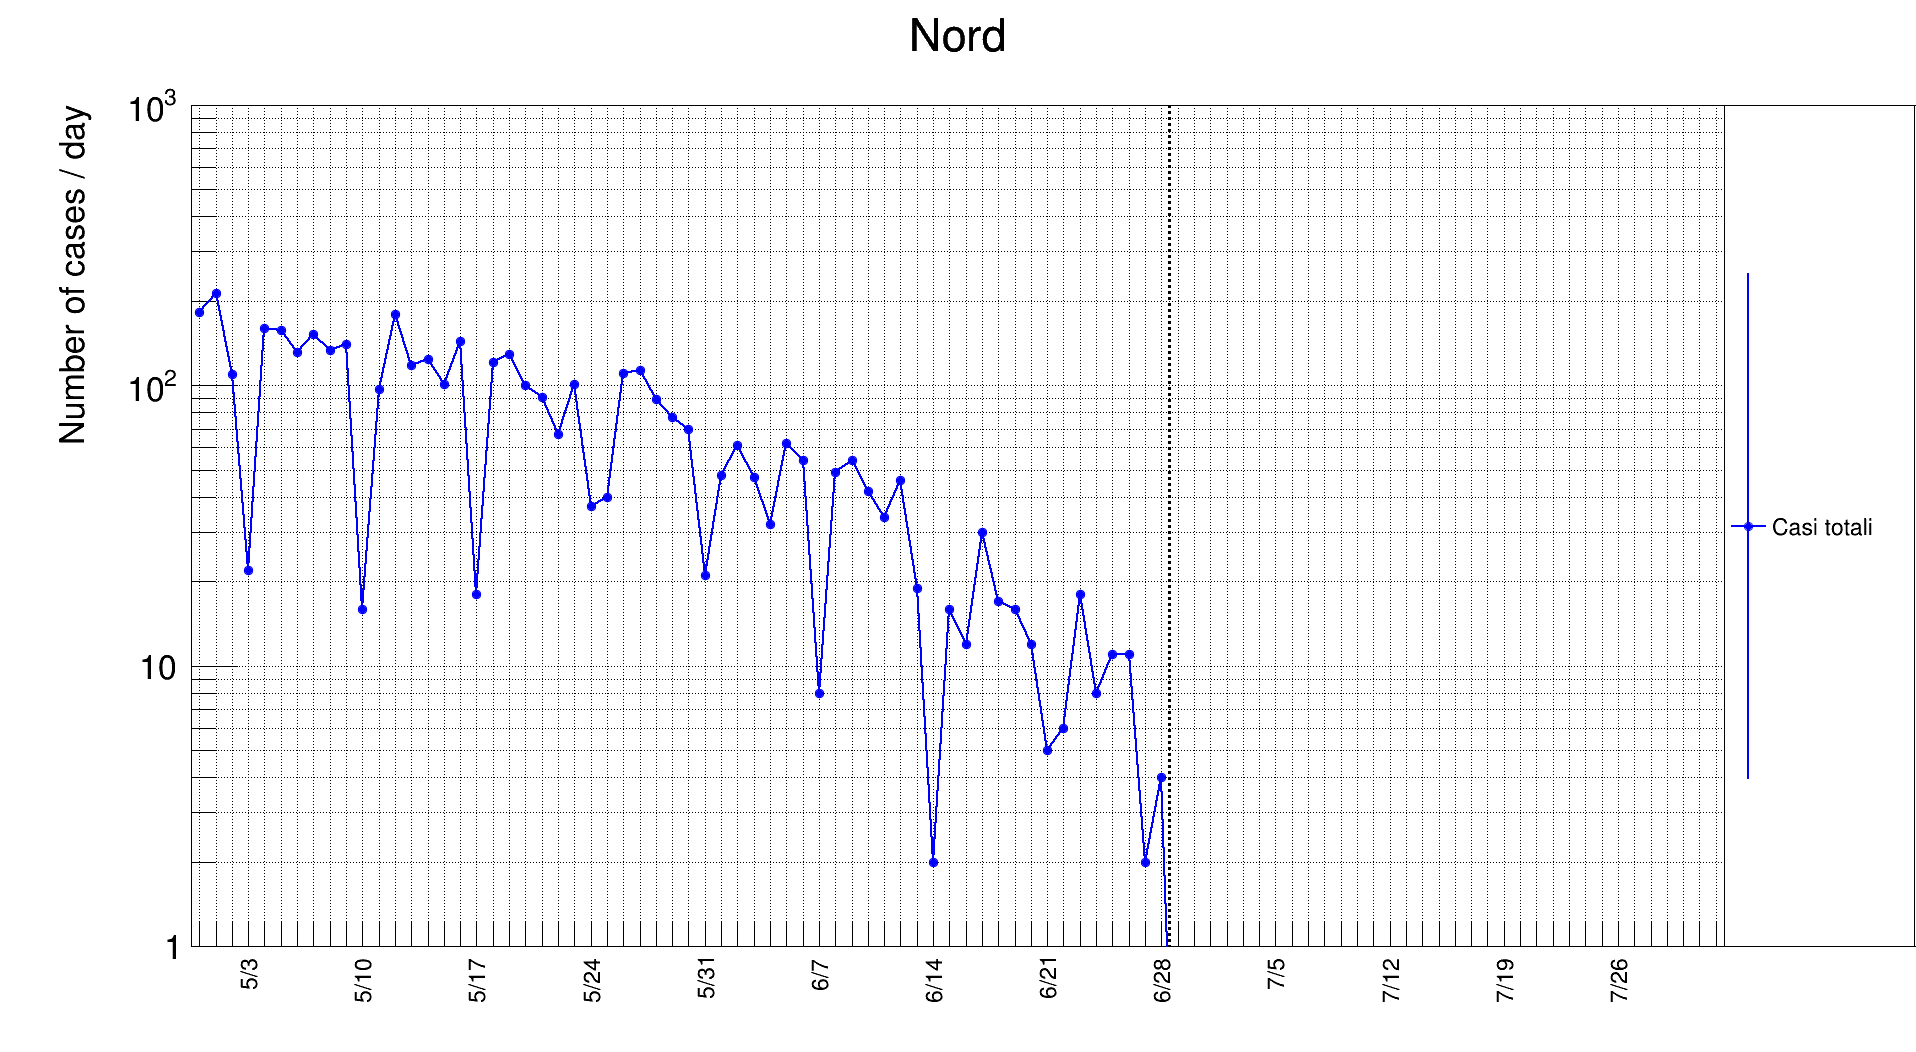 Nord
Number of cases / day
10³
10²
10
1
Casi totali
5/3 5/10 5/17 5/24 5/31 6/7 6/14 6/21 6/28 7/5 7/12 7/19 7/26